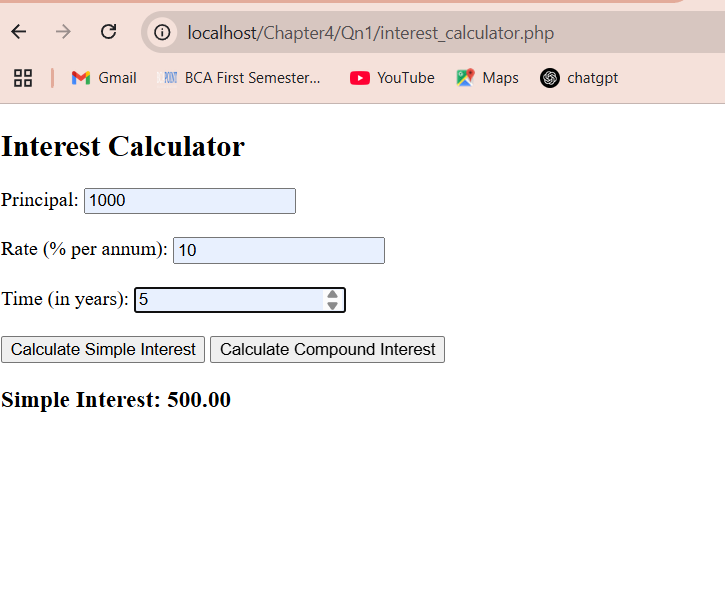 localhost/Chapter4/Qn1/interest_calculator.php
Gmail BCA First Semester... YouTube Maps chatgpt
Interest Calculator
Principal: 1000
Rate (% per annum): 10
Time (in years): 5
Calculate Simple Interest Calculate Compound Interest
Simple Interest: 500.00